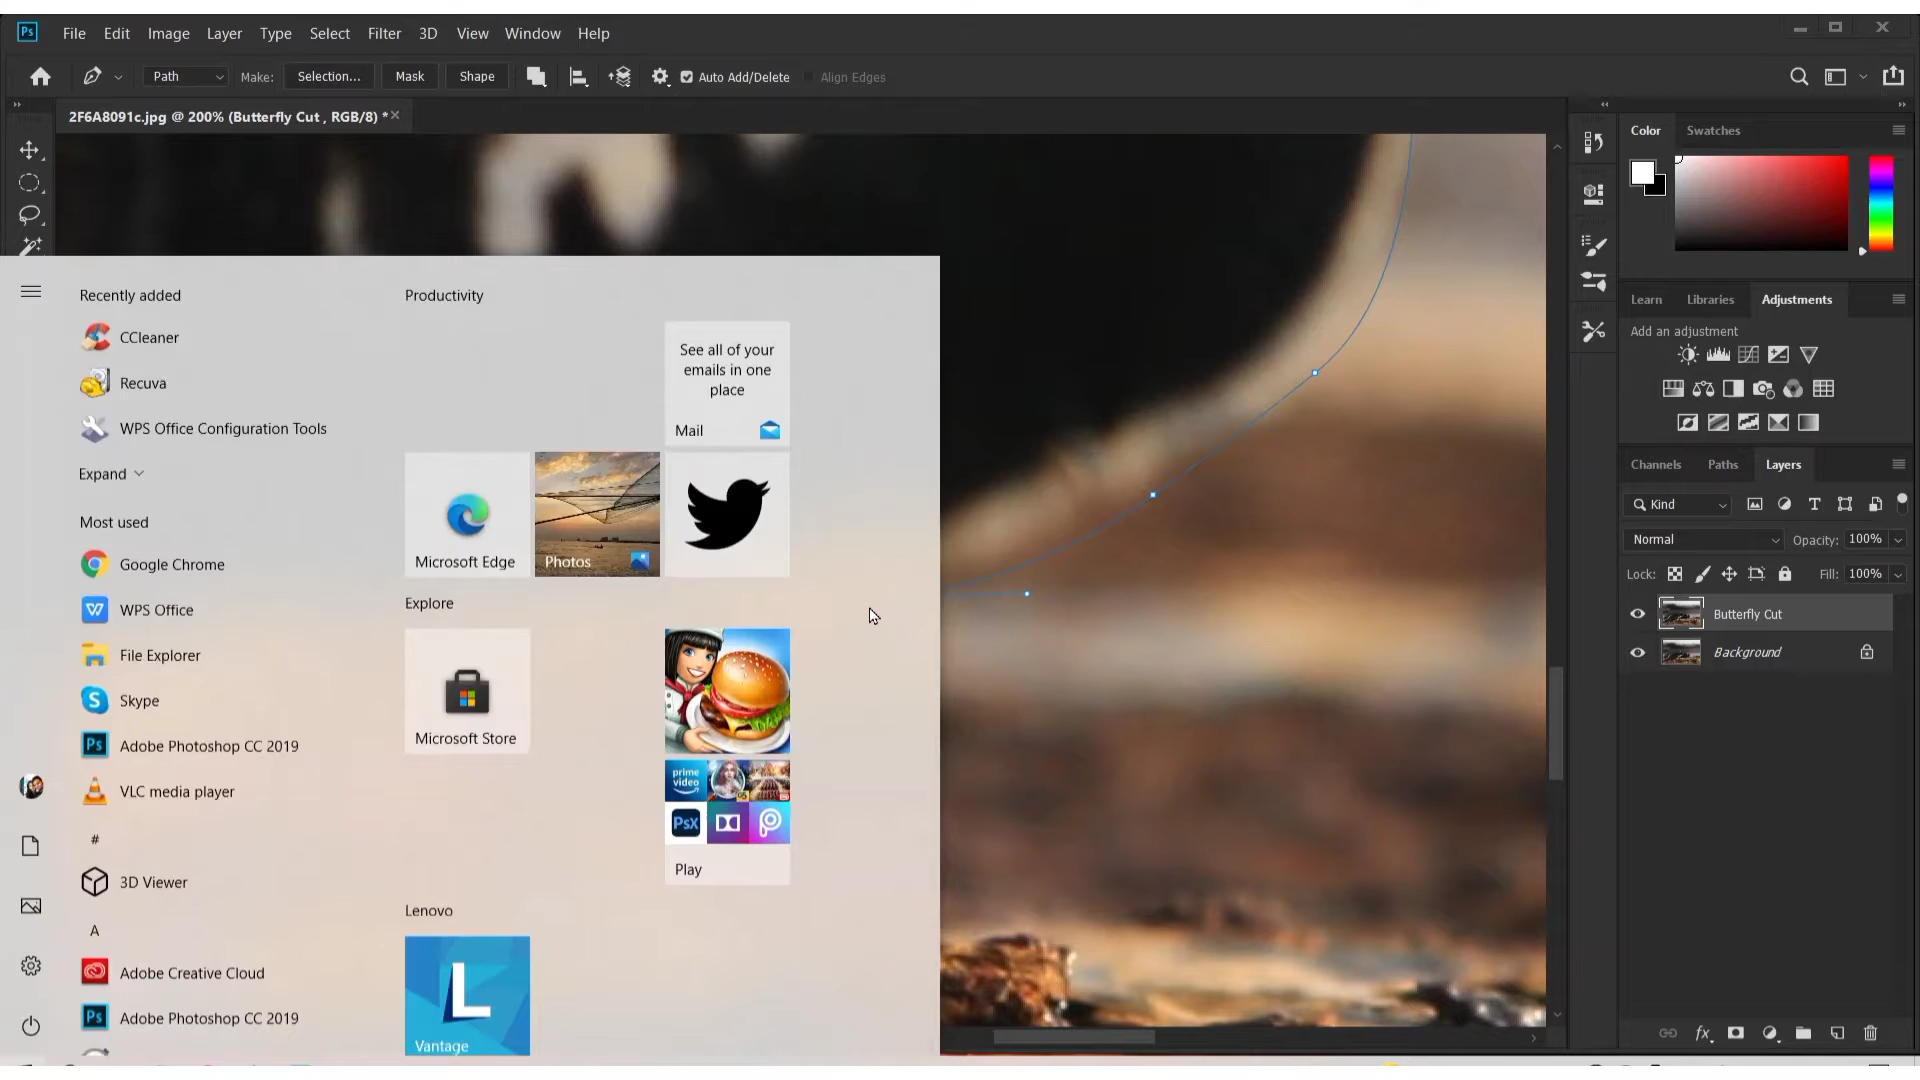 Ps
File Edit Image Layer Type Select Filter 3D View Window Help
Path Make: Selection... Mask Shape Auto Add/Delete Align Edges
2F6A8091c.jpg @ 200% (Butterfly Cut , RGB/8) *
Recently added
CCleaner
Recuva
WPS Office Configuration Tools
Expand
Most used
Google Chrome
WPS Office
File Explorer
Skype
Adobe Photoshop CC 2019
VLC media player
#
3D Viewer
A
Adobe Creative Cloud
Adobe Photoshop CC 2019
Productivity
See all of your
emails in one
place
Mail
Microsoft Edge
Photos
Explore
Microsoft Store
prime
video
PsX
Play
Lenovo
L
Vantage
Color Swatches
Learn Libraries Adjustments
Add an adjustment
Channels Paths Layers
Kind
Normal Opacity: 100%
Lock: Fill: 100%
Butterfly Cut
Background
fx